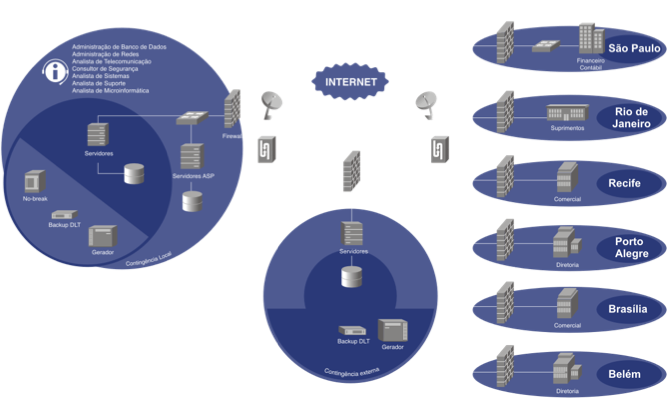 Administração de Banco de Dados
Administração de Redes
Analista de Telecomunicação
Consultor de Segurança
Analista de Sistemas
Analista de Suporte
Analista de Microinformática
Firewall
Servidores
Servidores ASP
No-break
Backup DLT
Gerador
Contingência Local
INTERNET
Servidores
Backup DLT
Gerador
Contingência externa
São Paulo
Financeiro
Contábil
Rio de
Janeiro
Suprimentos
Recife
Comercial
Porto
Alegre
Diretoria
Brasília
Comercial
Belém
Diretoria